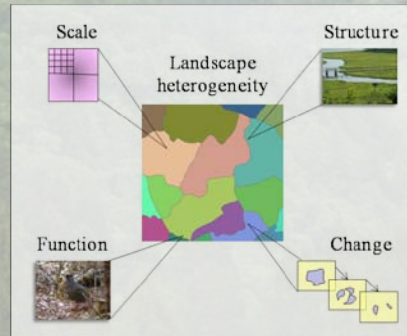 Scale
Structure
Landscape
heterogeneity
Function
Change